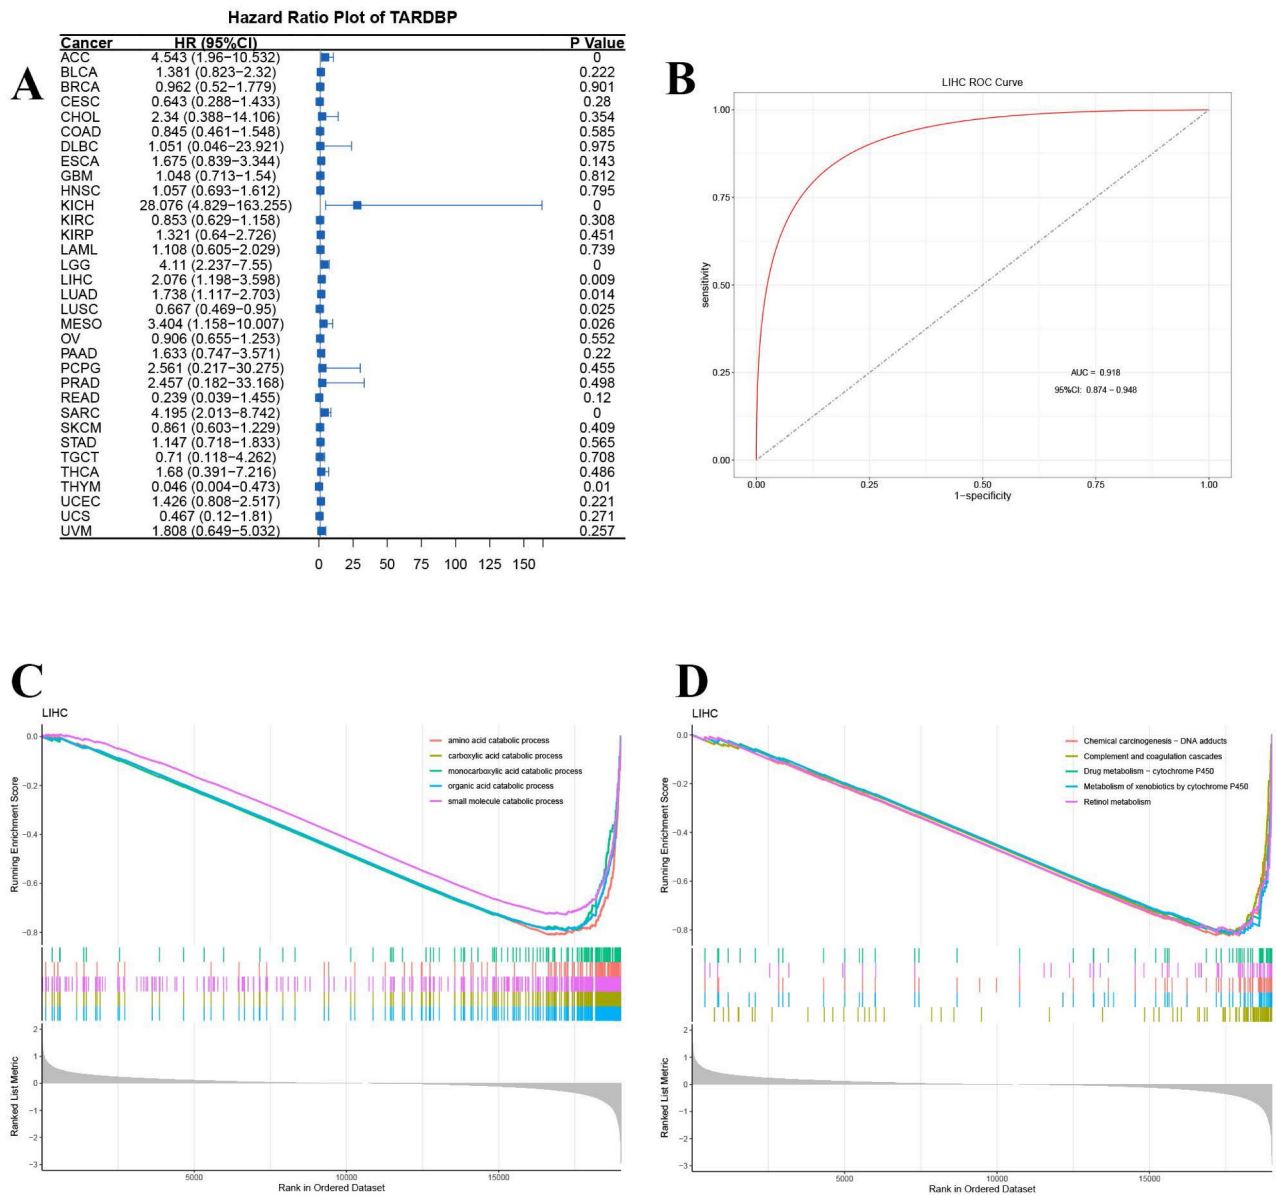 Hazard Ratio Plot of TARDBP
A
Cancer HR (95%CI) P Value
ACC 4.543 (1.96−10.532) 0
BLCA 1.381 (0.823−2.32) 0.222
BRCA 0.962 (0.52−1.779) 0.901
CESC 0.643 (0.288−1.433) 0.28
CHOL 2.34 (0.388−14.106) 0.354
COAD 0.845 (0.461−1.548) 0.585
DLBC 1.051 (0.046−23.921) 0.975
ESCA 1.675 (0.839−3.344) 0.143
GBM 1.048 (0.713−1.54) 0.812
HNSC 1.057 (0.693−1.612) 0.795
KICH 28.076 (4.829−163.255) 0
KIRC 0.853 (0.629−1.158) 0.308
KIRP 1.321 (0.64−2.726) 0.451
LAML 1.108 (0.605−2.029) 0.739
LGG 4.11 (2.237−7.55) 0
LIHC 2.076 (1.198−3.598) 0.009
LUAD 1.738 (1.117−2.703) 0.014
LUSC 0.667 (0.469−0.95) 0.025
MESO 3.404 (1.158−10.007) 0.026
OV 0.906 (0.655−1.253) 0.552
PAAD 1.633 (0.747−3.571) 0.22
PCPG 2.561 (0.217−30.275) 0.455
PRAD 2.457 (0.182−33.168) 0.498
READ 0.239 (0.039−1.455) 0.12
SARC 4.195 (2.013−8.742) 0
SKCM 0.861 (0.603−1.229) 0.409
STAD 1.147 (0.718−1.833) 0.565
TGCT 0.71 (0.118−4.262) 0.708
THCA 1.68 (0.391−7.216) 0.486
THYM 0.046 (0.004−0.473) 0.01
UCEC 1.426 (0.808−2.517) 0.221
UCS 0.467 (0.12−1.81) 0.271
UVM 1.808 (0.649−5.032) 0.257
0 25 50 75 100 125 150
B
LIHC ROC Curve
1.00
0.75
0.50
0.25
0.00
sensitivity
AUC = 0.918
95%CI: 0.874 − 0.948
0.00 0.25 0.50 0.75 1.00
1−specificity
C
LIHC
0.0
−0.2
−0.4
−0.6
−0.8
Running Enrichment Score
amino acid catabolic process
carboxylic acid catabolic process
monocarboxylic acid catabolic process
organic acid catabolic process
small molecule catabolic process
2
1
0
−1
−2
−3
Ranked List Metric
5000 10000 15000
Rank in Ordered Dataset
D
LIHC
0.0
−0.2
−0.4
−0.6
−0.8
Running Enrichment Score
Chemical carcinogenesis − DNA adducts
Complement and coagulation cascades
Drug metabolism − cytochrome P450
Metabolism of xenobiotics by cytochrome P450
Retinol metabolism
2
1
0
−1
−2
−3
Ranked List Metric
5000 10000 15000
Rank in Ordered Dataset